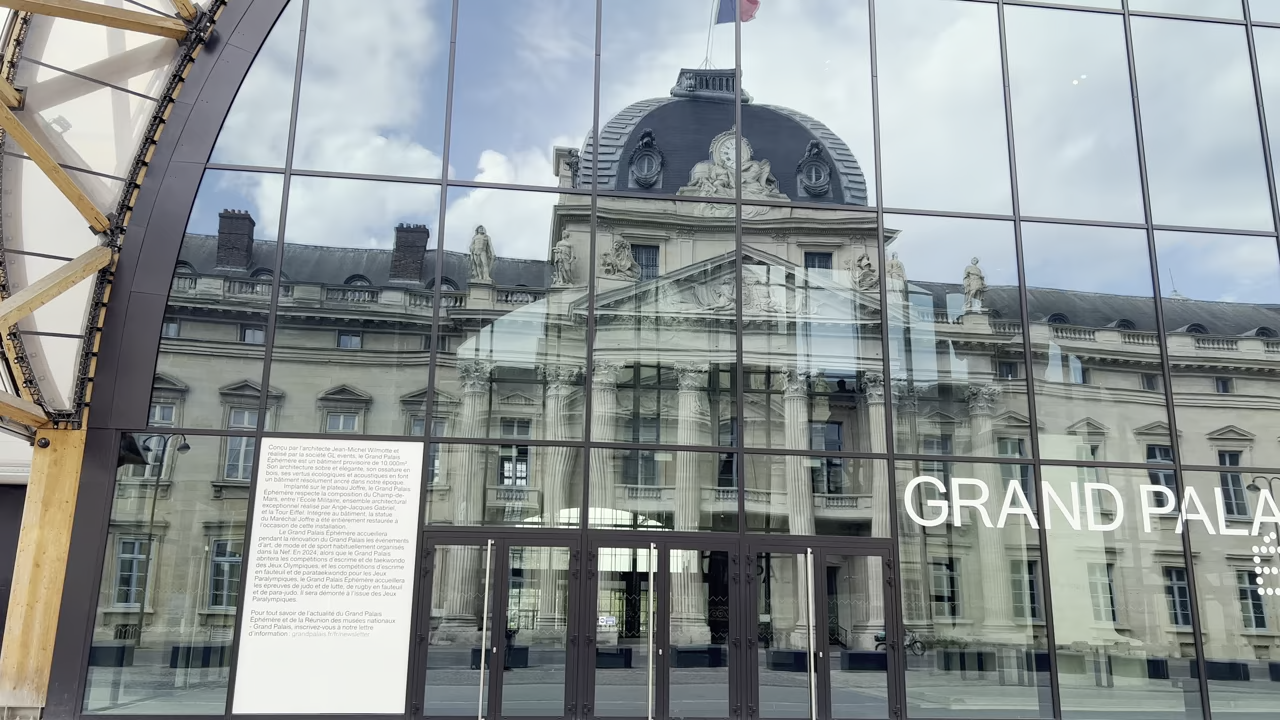 Conçu par l'architecte Jean-Michel Wilmotte et
réalisé par la société GL events, le Grand Palais
Éphémère est un bâtiment provisoire de 10.000m².
Son architecture sobre et élégante, son ossature en
bois, ses vertus écologiques et acoustiques en font
un bâtiment résolument ancré dans notre époque.
Implanté sur le plateau Joffre, le Grand Palais
Éphémère respecte la composition du Champ-de-
Mars, entre l'École Militaire, ensemble architectural
exceptionnel réalisé par Ange-Jacques Gabriel,
et la Tour Eiffel. Intégrée au bâtiment, la statue
du Maréchal Joffre a été entièrement restaurée à
l'occasion de cette installation.
Le Grand Palais Éphémère accueillera
pendant la rénovation du Grand Palais les événements
d'art, de mode et de sport habituellement organisés
dans la Nef. En 2024, alors que le Grand Palais
abritera les compétitions d'escrime et de taekwondo
des Jeux Olympiques, et les compétitions d'escrime
en fauteuil et de parataekwondo pour les Jeux
Paralympiques, le Grand Palais Éphémère accueillera
les épreuves de judo et de lutte, de rugby en fauteuil
et de para-judo. Il sera démonté à l'issue des Jeux
Paralympiques.
Pour tout savoir de l'actualité du Grand Palais
Éphémère et de la Réunion des musées nationaux
- Grand Palais, inscrivez-vous à notre lettre
d'information : grandpalais.fr/fr/newsletter
GRAND PALA